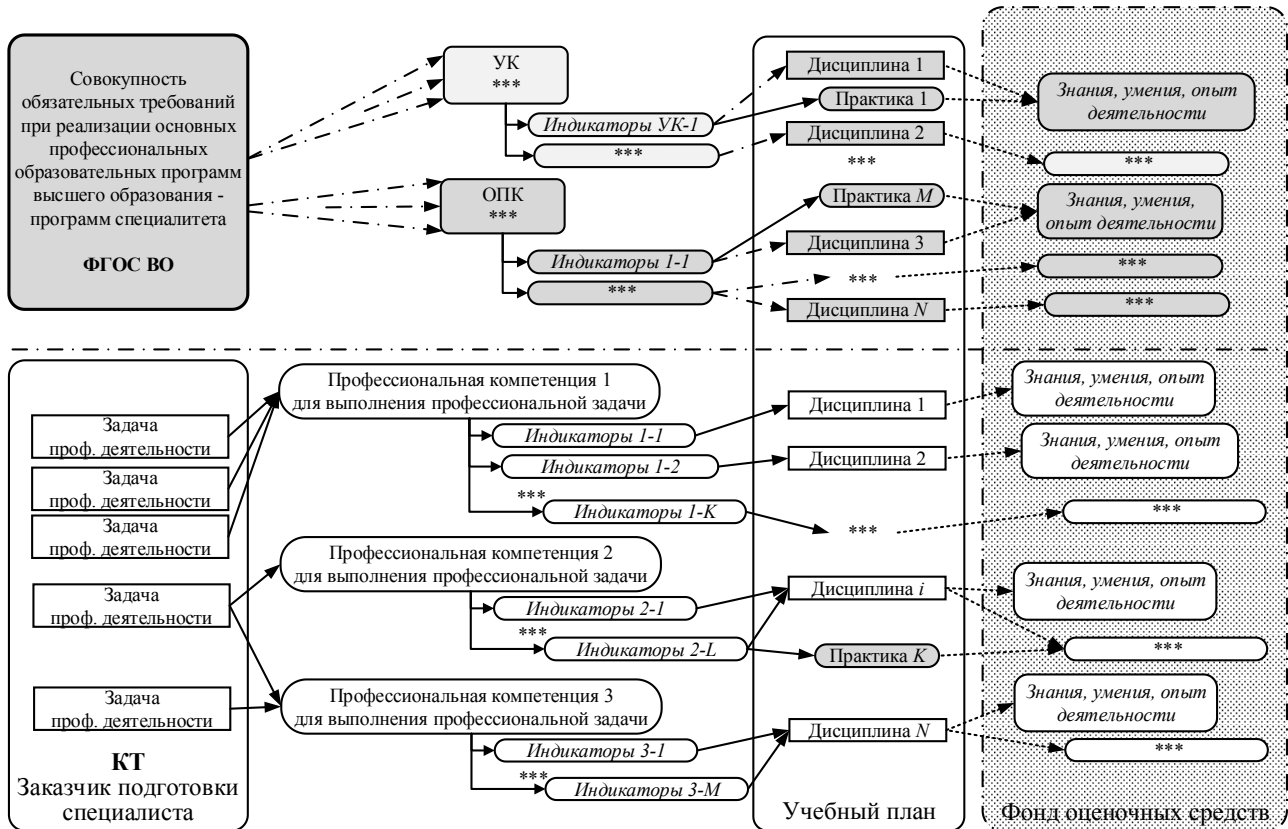 Совокупность
обязательных требований
при реализации основных
профессиональных
образовательных программ
высшего образования -
программ специалитета
ФГОС ВО
УК
***
Индикаторы УК-1
***
ОПК
***
Индикаторы 1-1
***
Дисциплина 1
Практика 1
Дисциплина 2
***
Практика M
Дисциплина 3
***
Дисциплина N
Знания, умения, опыт
деятельности
***
Знания, умения,
опыт деятельности
***
***
Задача
проф. деятельности
Задача
проф. деятельности
Задача
проф. деятельности
Задача
проф. деятельности
Задача
проф. деятельности
КТ
Заказчик подготовки
специалиста
Профессиональная компетенция 1
для выполнения профессиональной задачи
Индикаторы 1-1
Индикаторы 1-2
***
Индикаторы 1-K
Профессиональная компетенция 2
для выполнения профессиональной задачи
Индикаторы 2-1
***
Индикаторы 2-L
Профессиональная компетенция 3
для выполнения профессиональной задачи
Индикаторы 3-1
***
Индикаторы 3-M
Дисциплина 1
Дисциплина 2
***
Дисциплина i
Практика K
Дисциплина N
Учебный план
Знания, умения, опыт
деятельности
Знания, умения, опыт
деятельности
***
Знания, умения, опыт
деятельности
***
Знания, умения, опыт
деятельности
***
Фонд оценочных средств